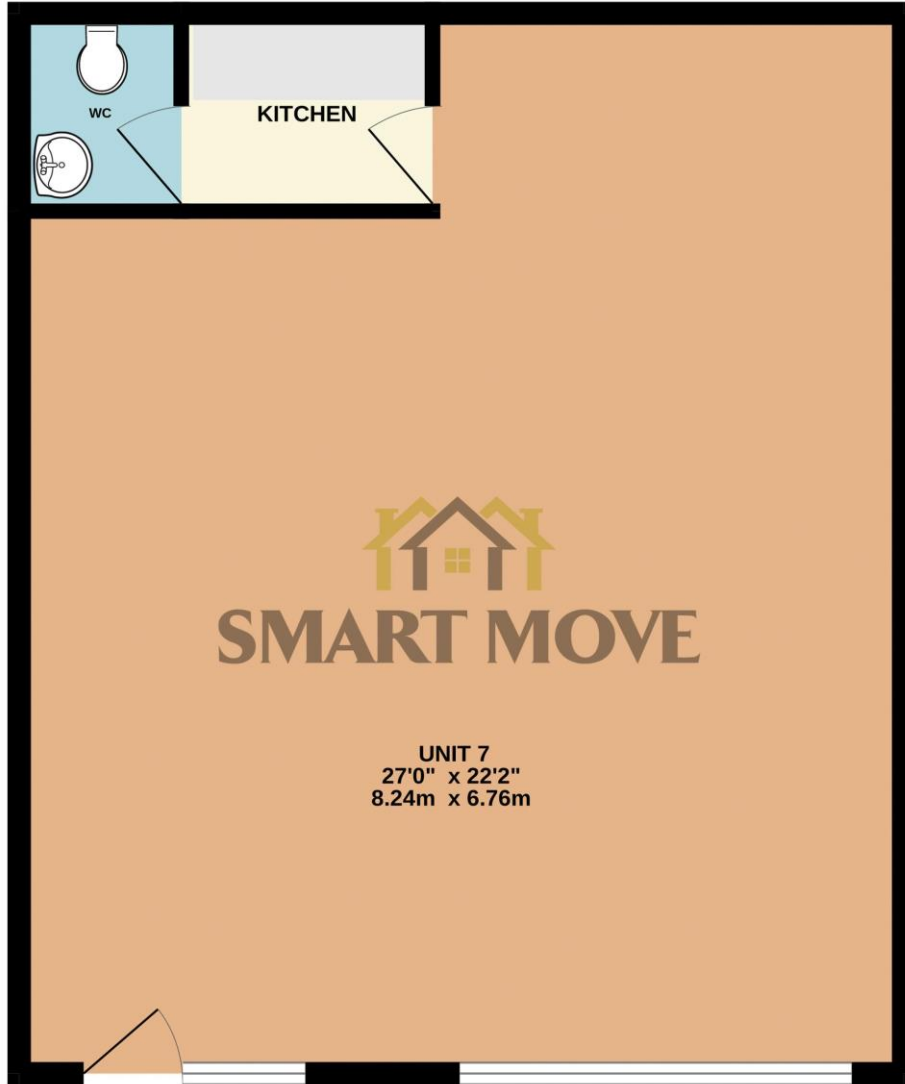 WC
KITCHEN
SMART MOVE
UNIT 7
27'0" x 22'2"
8.24m x 6.76m